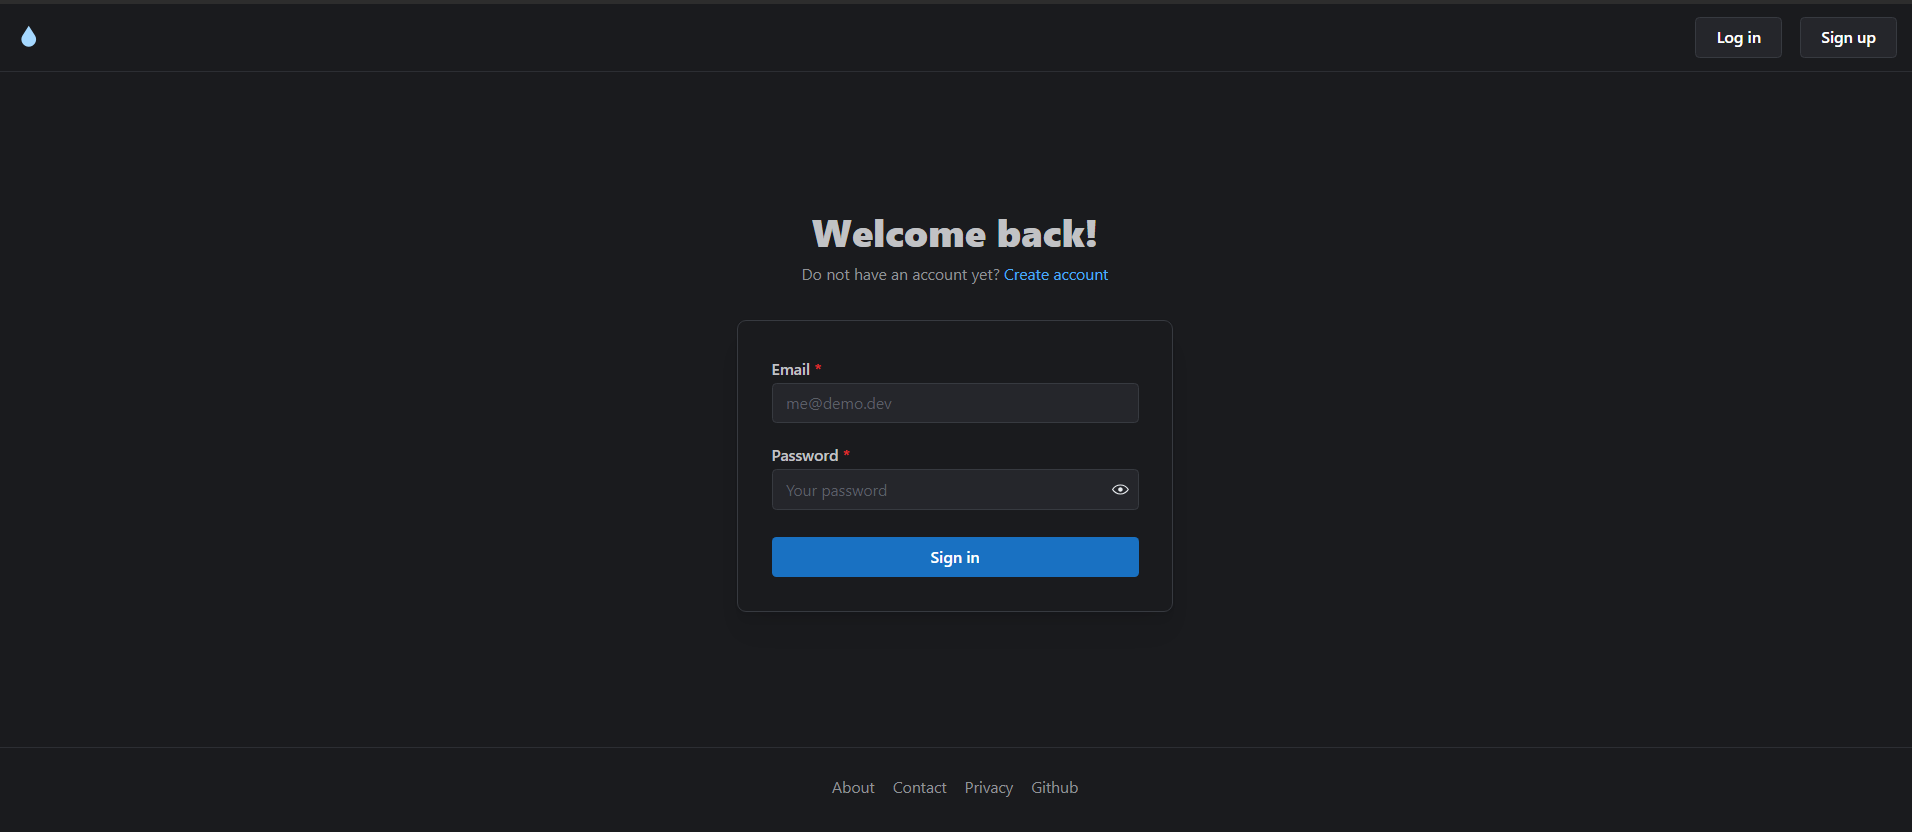 Log in Sign up
Welcome back!
Do not have an account yet? Create account
Email *
me@demo.dev
Password *
Your password
Sign in
About Contact Privacy Github